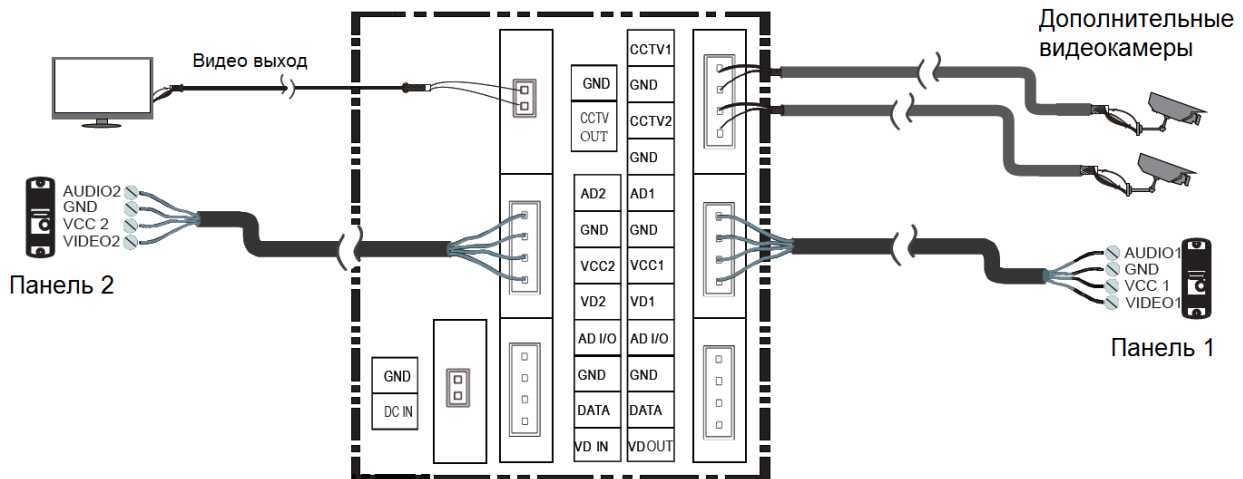 Видео выход
Дополнительные
видеокамеры
AUDIO2
GND
VCC 2
VIDEO2
Панель 2
GND
CCTV
OUT
CCTV1
GND
CCTV2
GND
AD2
GND
VCC2
VD2
AD I/O
GND
DATA
VD IN
AD1
GND
VCC1
VD1
AD I/O
GND
DATA
VDOUT
GND
DC IN
AUDIO1
GND
VCC 1
VIDEO1
Панель 1